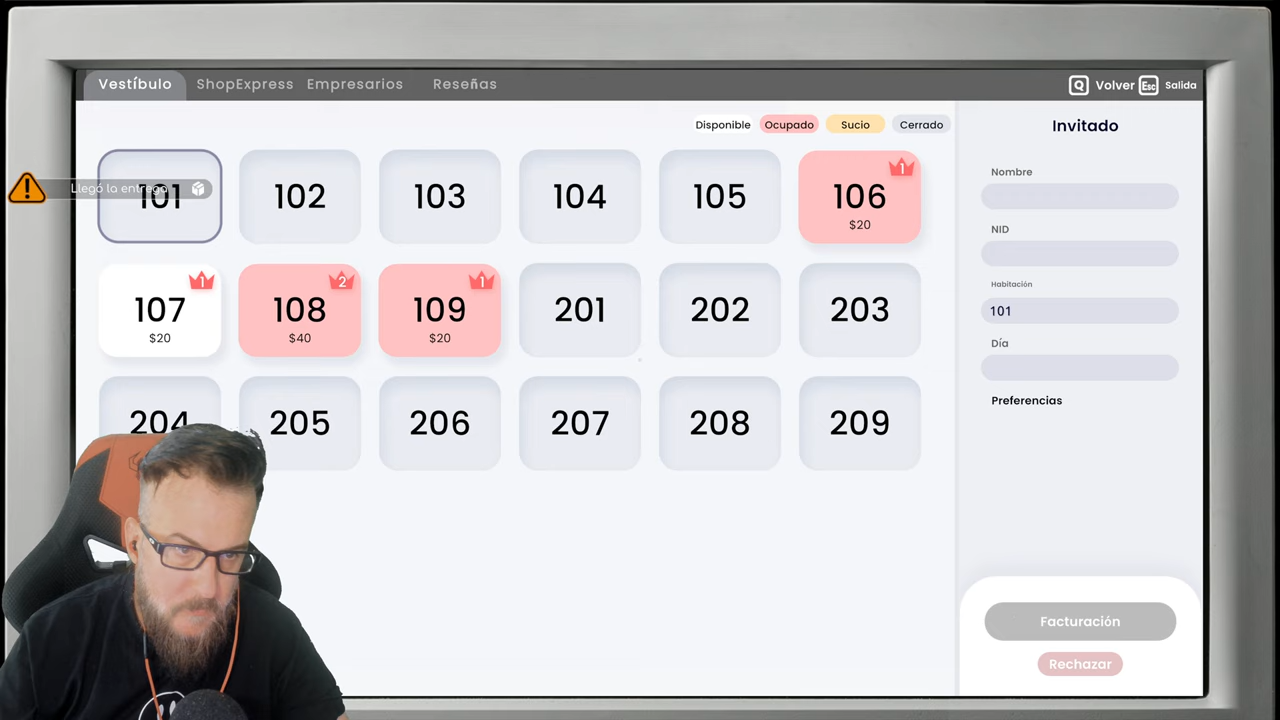 Vestíbulo ShopExpress Empresarios Reseñas Q Volver Esc Salida
Disponible Ocupado Sucio Cerrado
Invitado
Llegó la entrega
101 102 103 104 105 106
1
$20
107 108 109 201 202 203
1 2 1
$20 $40 $20
204 205 206 207 208 209
Nombre
NID
Habitación
101
Día
Preferencias
Facturación
Rechazar